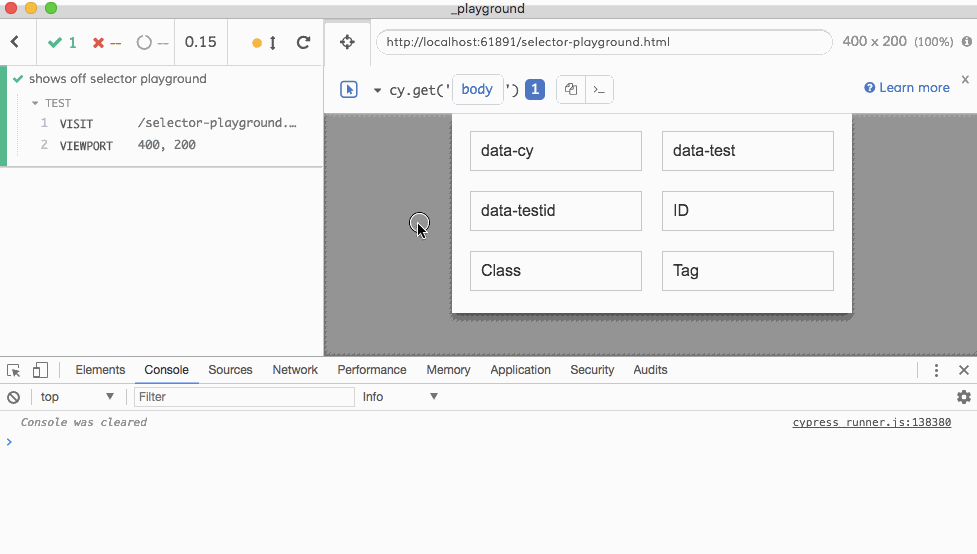 _playground
1 -- -- 0.15
http://localhost:61891/selector-playground.html 400 x 200 (100%)
shows off selector playground
TEST
1 VISIT /selector-playground.…
2 VIEWPORT 400, 200
cy.get('body') 1 >_ Learn more x
data-cy data-test
data-testid ID
Class Tag
Elements Console Sources Network Performance Memory Application Security Audits
top Filter Info
Console was cleared cypress_runner.js:138380
>